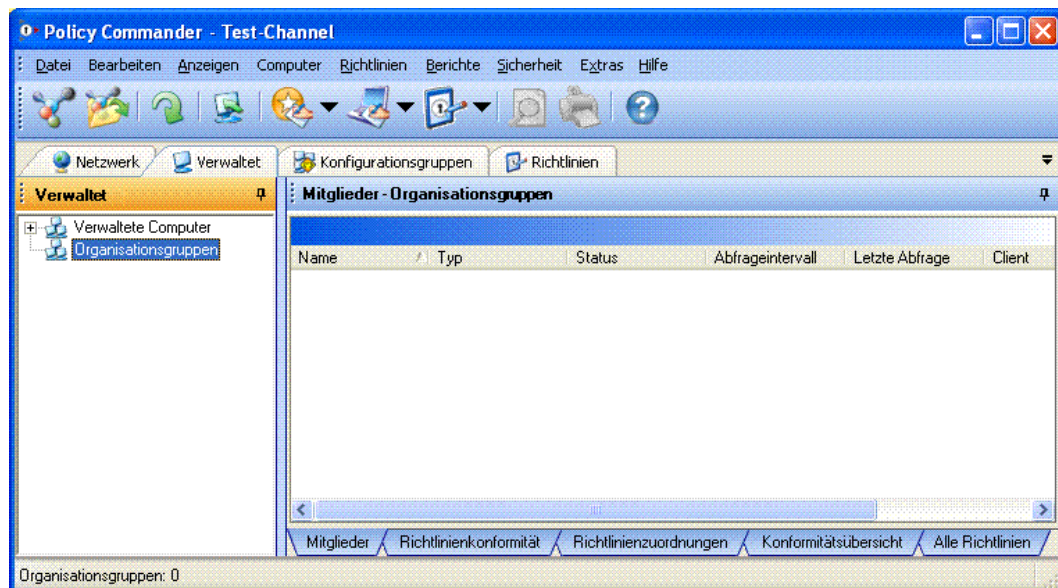 Policy Commander - Test-Channel
Datei Bearbeiten Anzeigen Computer Richtlinien Berichte Sicherheit Extras Hilfe
Netzwerk Verwaltet Konfigurationsgruppen Richtlinien
Verwaltet
Mitglieder - Organisationsgruppen
Verwaltete Computer
Organisationsgruppen
Name Typ Status Abfrageintervall Letzte Abfrage Client
Mitglieder Richtlinienkonformität Richtlinienzuordnungen Konformitätsübersicht Alle Richtlinien
Organisationsgruppen: 0